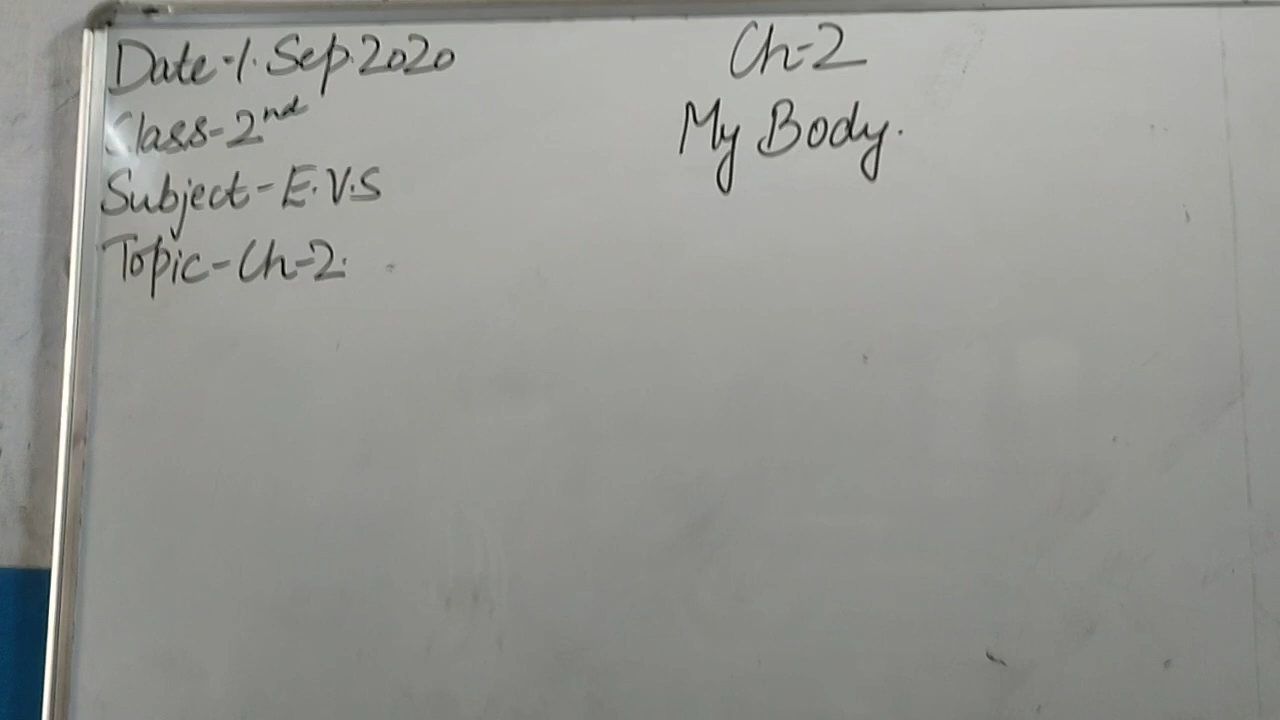 Date-1.Sep.2020
Class-2nd
Subject-E.V.S
Topic-Ch-2.
Ch-2
My Body.